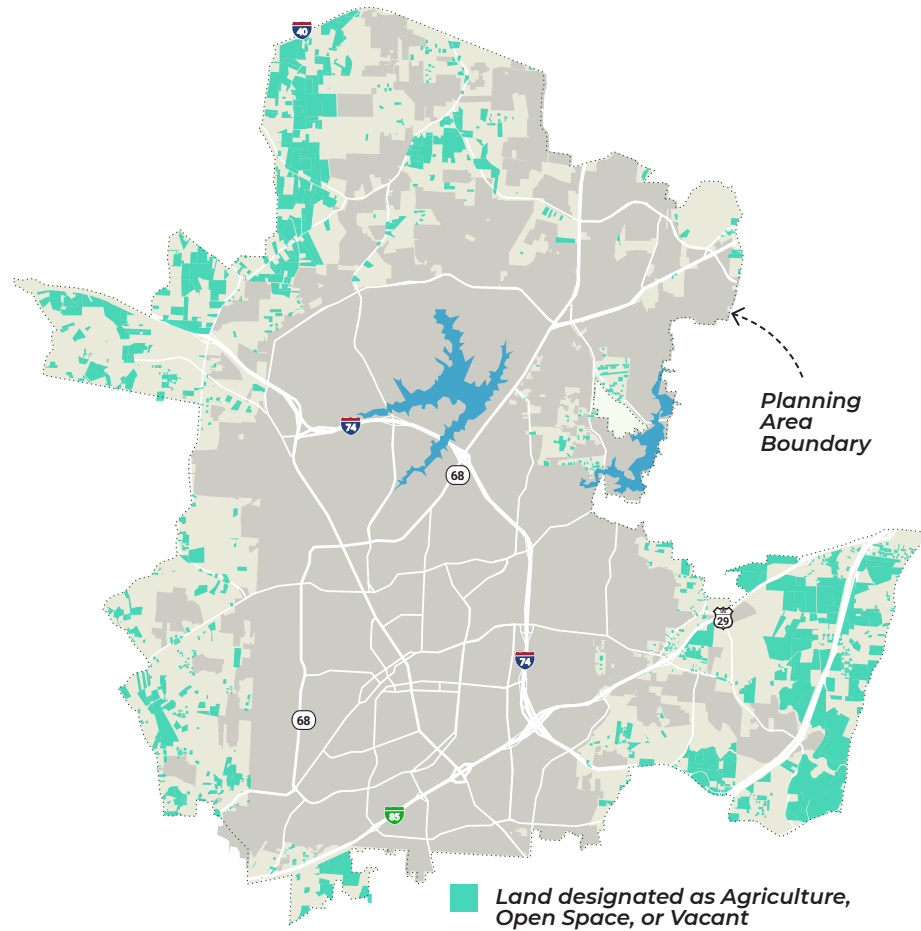 40
Planning
Area
Boundary
74
68
29
74
68
85
Land designated as Agriculture,
Open Space, or Vacant